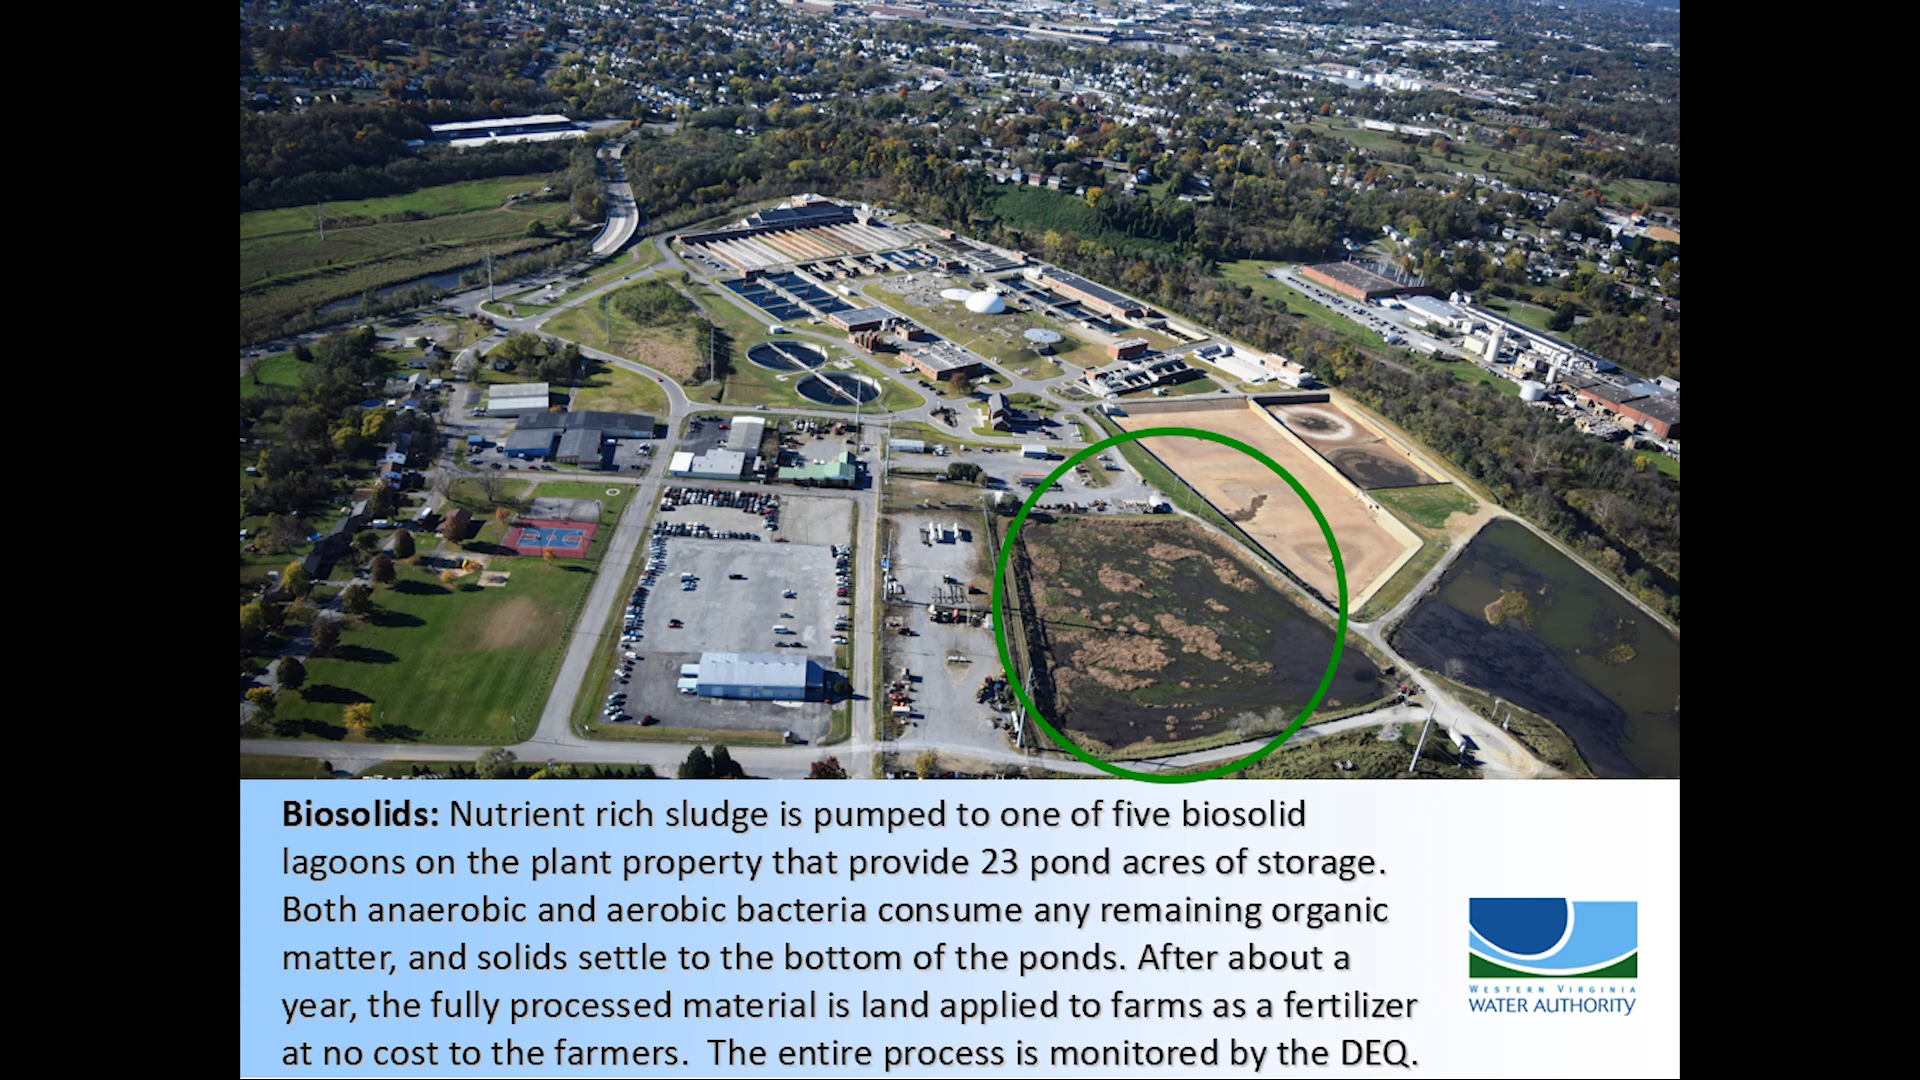 Biosolids: Nutrient rich sludge is pumped to one of five biosolid
lagoons on the plant property that provide 23 pond acres of storage.
Both anaerobic and aerobic bacteria consume any remaining organic
matter, and solids settle to the bottom of the ponds. After about a
year, the fully processed material is land applied to farms as a fertilizer
at no cost to the farmers. The entire process is monitored by the DEQ.
WESTERN VIRGINIA
WATER AUTHORITY